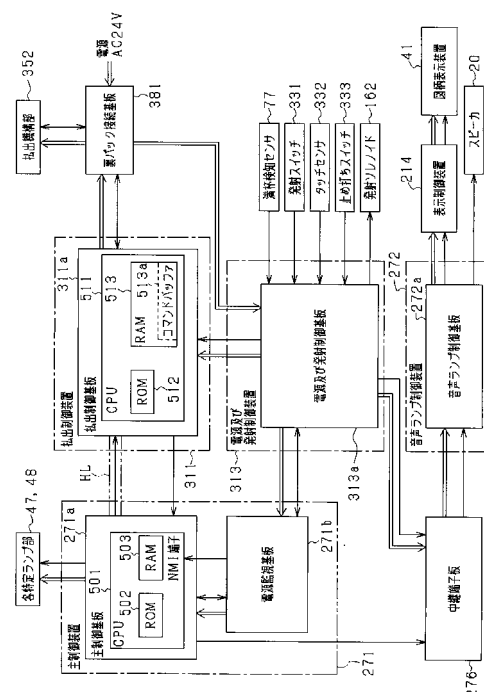 各特定ランプ部
47, 48
主制御装置
271a
主制御基板
501
CPU
502
ROM
503
RAM
NMI端子
電源監視基板
271b
271
HL
払出機構部
352
払出制御装置
311a
払出制御基板
511
CPU
513
RAM
513a
コマンドバッファ
ROM
512
311
電源
AC24V
裏パック接続基板
381
満杯検知センサ
77
発射スイッチ
331
タッチセンサ
332
止め打ちスイッチ
333
発射ソレノイド
162
電源及び
発射制御装置
313
電源及び発射制御基板
313a
中継端子板
276
音声ランプ制御装置
272
272a
音声ランプ制御基板
表示制御装置
214
図柄表示装置
41
スピーカ
20